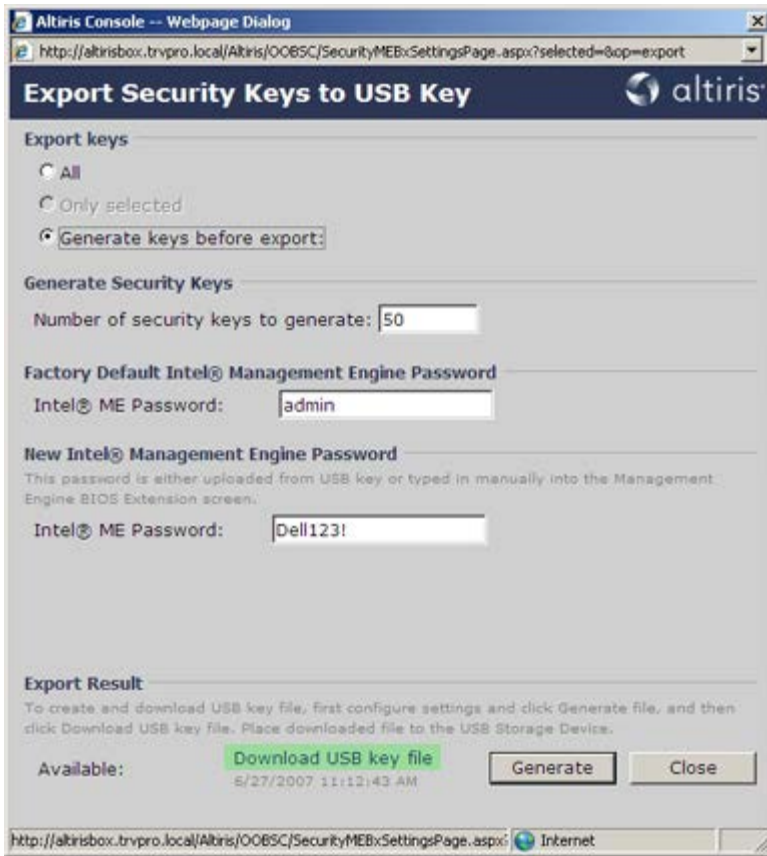 Altiris Console -- Webpage Dialog
http://altirisbox.trvpro.local/Altiris/OOBSC/SecurityMEBxSettingsPage.aspx?selected=&op=export
Export Security Keys to USB Key
altiris
Export keys
All
Only selected
Generate keys before export:
Generate Security Keys
Number of security keys to generate: 50
Factory Default Intel® Management Engine Password
Intel® ME Password: admin
New Intel® Management Engine Password
This password is either uploaded from USB key or typed in manually into the Management
Engine BIOS Extension screen.
Intel® ME Password: Dell123!
Export Result
To create and download USB key file, first configure settings and click Generate file, and then
click Download USB key file. Place downloaded file to the USB Storage Device.
Available: Download USB key file Generate Close
6/27/2007 11:12:43 AM
http://altirisbox.trvpro.local/Altiris/OOBSC/SecurityMEBxSettingsPage.aspx? Internet